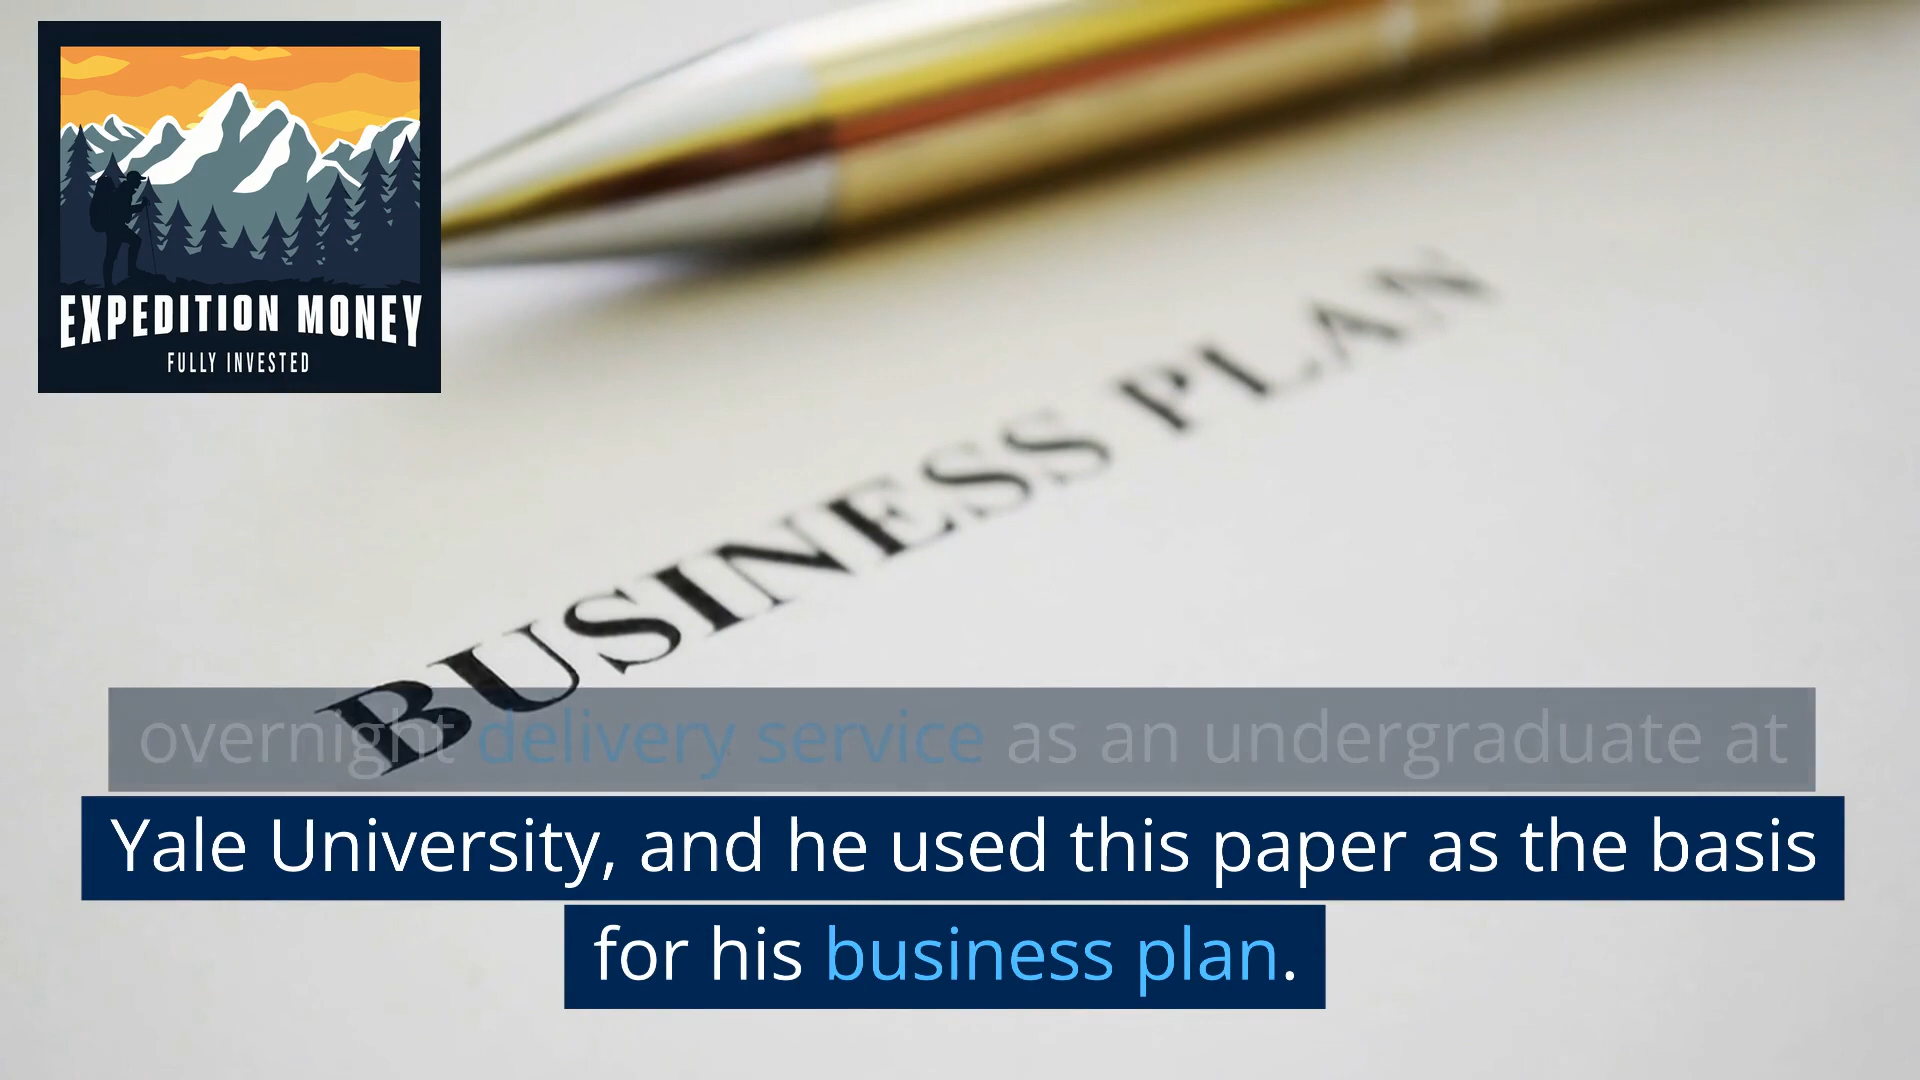 EXPEDITION MONEY
FULLY INVESTED
BUSINESS PLAN
overnight delivery service as an undergraduate at
Yale University, and he used this paper as the basis
for his business plan.